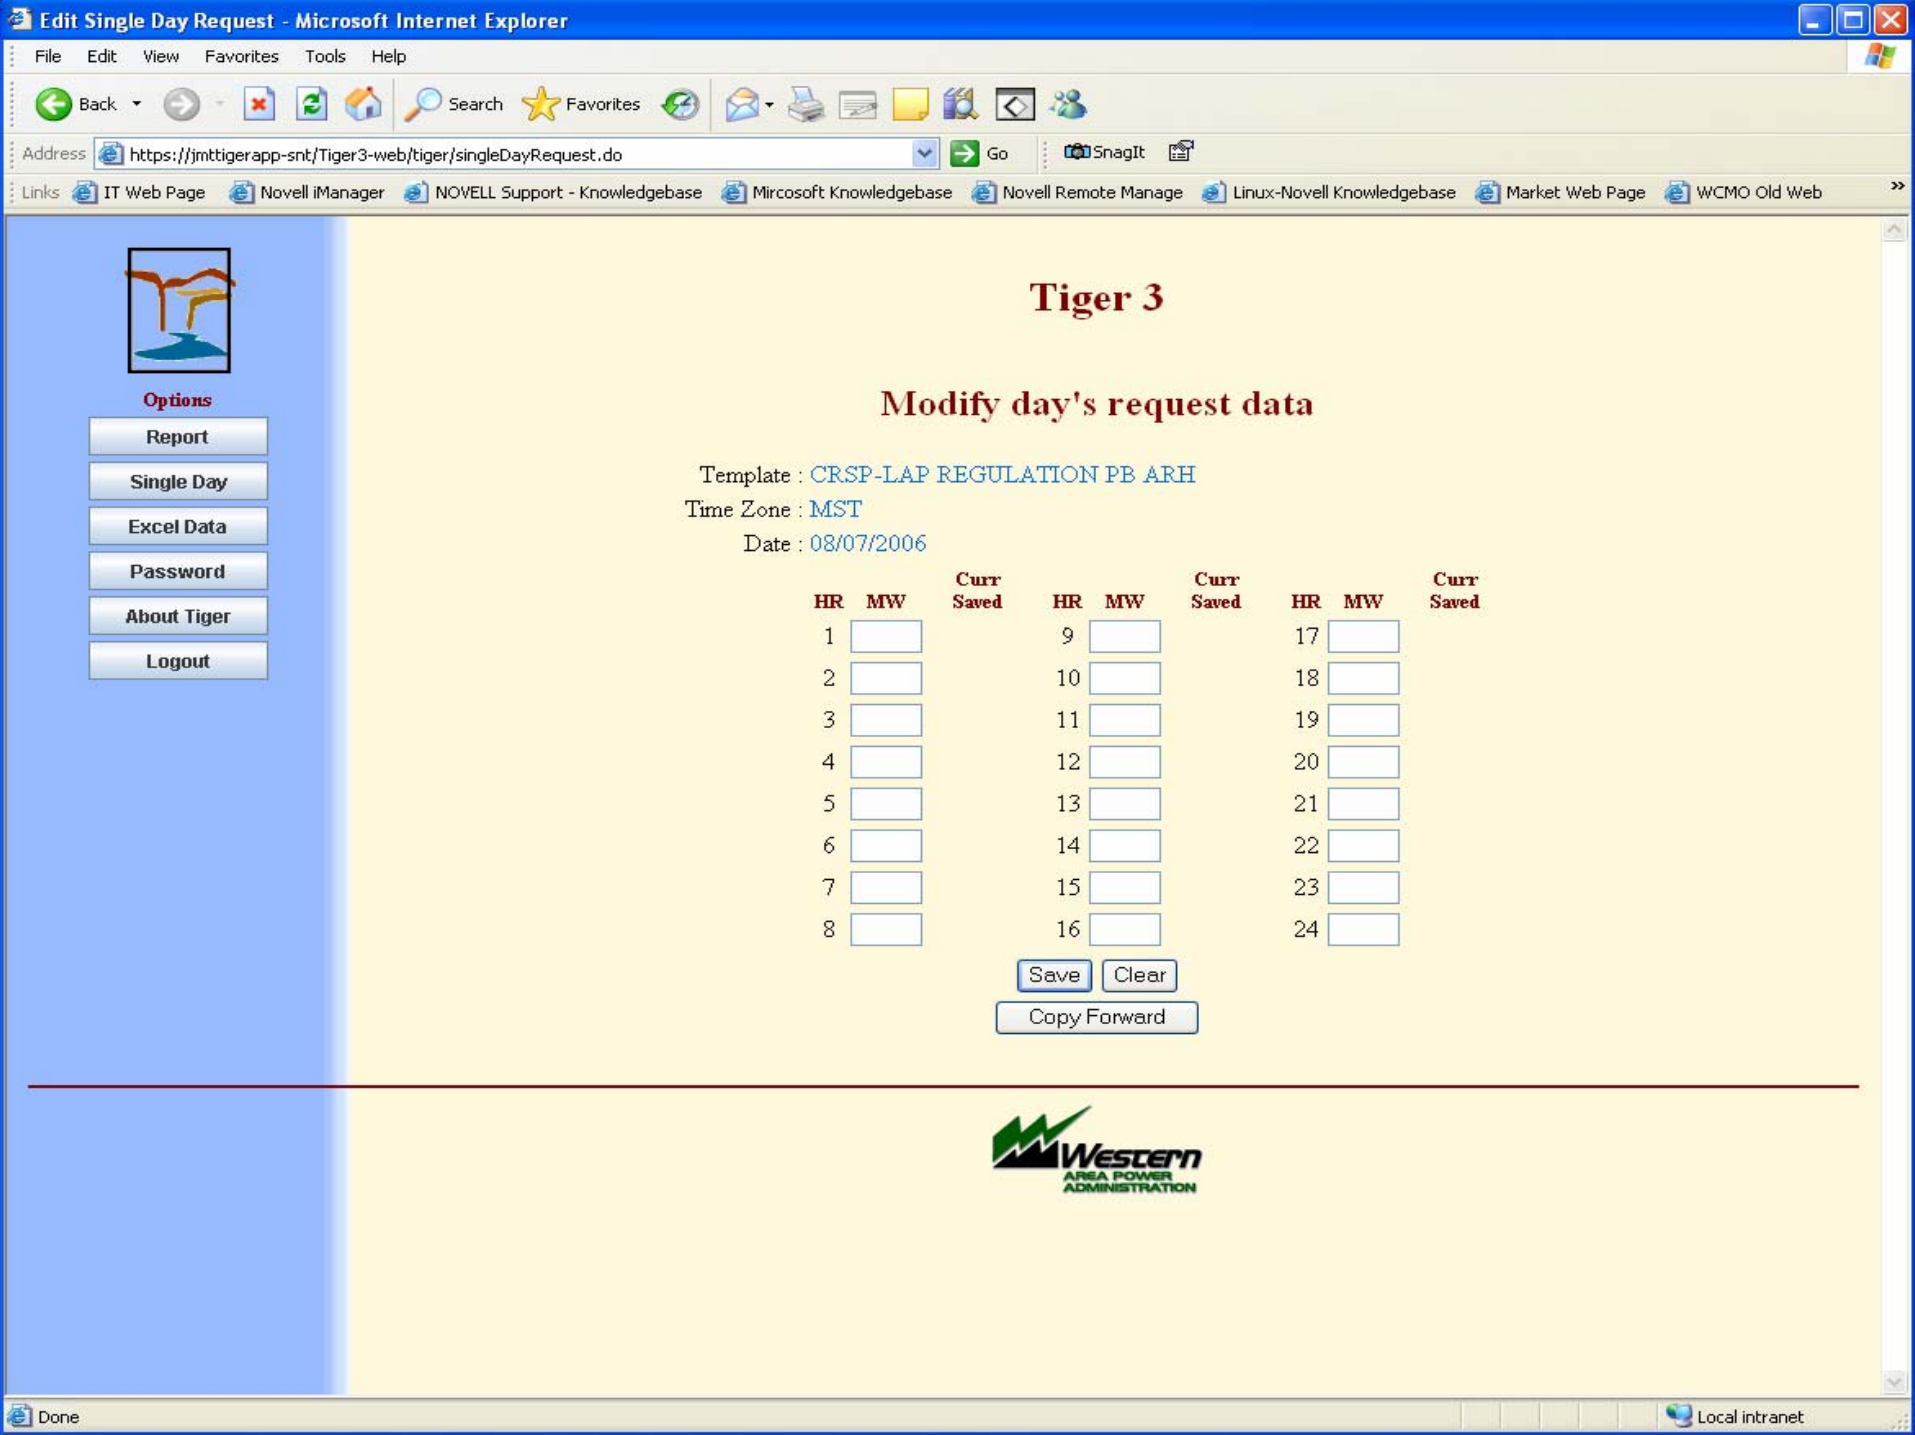 Edit Single Day Request - Microsoft Internet Explorer
File Edit View Favorites Tools Help
Back Search Favorites
Address https://jmttigerapp-snt/Tiger3-web/tiger/singleDayRequest.do Go SnagIt
Links IT Web Page Novell iManager NOVELL Support - Knowledgebase Mircosoft Knowledgebase Novell Remote Manage Linux-Novell Knowledgebase Market Web Page WCMO Old Web »
Options
Report
Single Day
Excel Data
Password
About Tiger
Logout
Tiger 3
Modify day's request data
Template : CRSP-LAP REGULATION PB ARH
Time Zone : MST
Date : 08/07/2006
Curr Curr Curr
HR MW Saved HR MW Saved HR MW Saved
1 9 17
2 10 18
3 11 19
4 12 20
5 13 21
6 14 22
7 15 23
8 16 24
Save Clear
Copy Forward
Western
AREA POWER
ADMINISTRATION
Done Local intranet